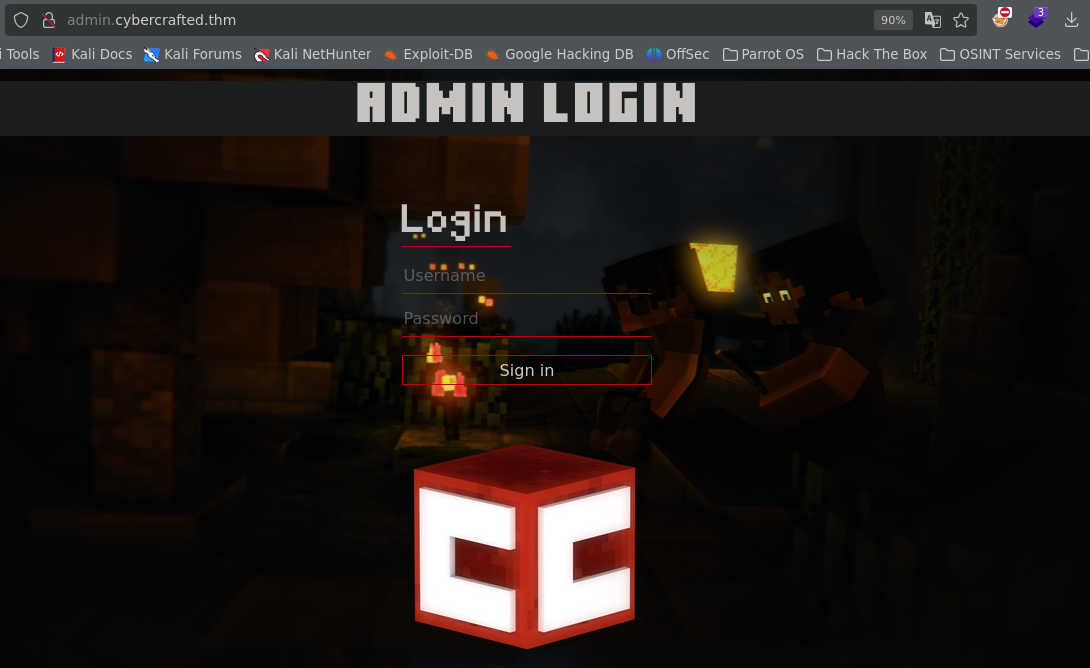 admin.cybercrafted.thm 90% 3
i Tools Kali Docs Kali Forums Kali NetHunter Exploit-DB Google Hacking DB OffSec Parrot OS Hack The Box OSINT Services
ADMIN LOGIN
Login
Username
Password
Sign in
CC